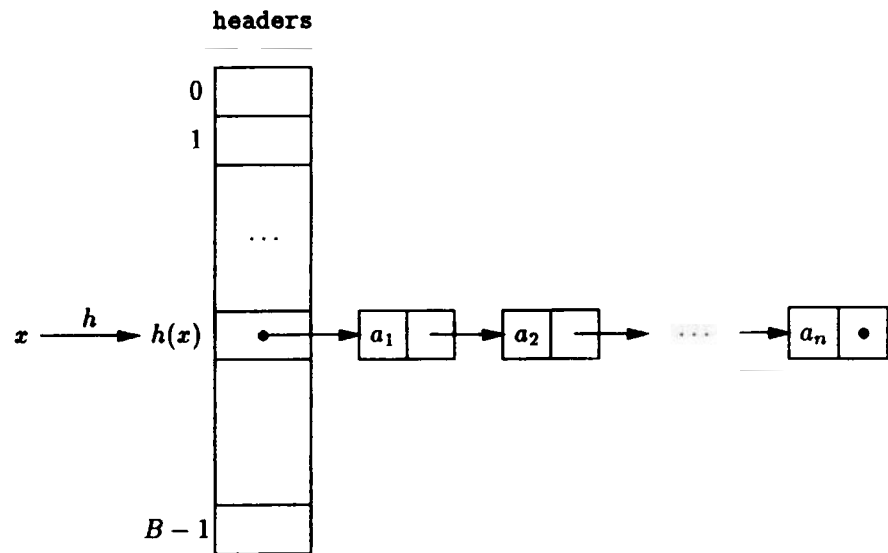 headers
0
1
...
x h h(x) a₁ a₂ ... aₙ
B − 1